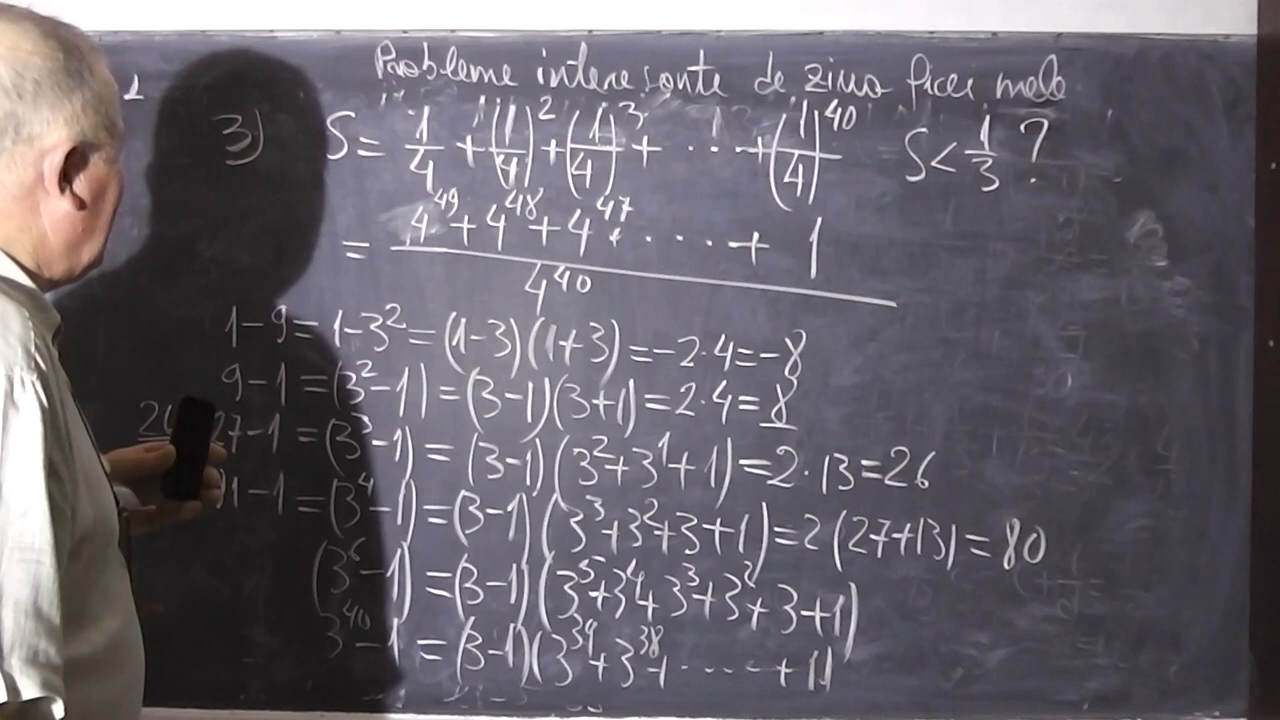 Probleme interesante de ziua ficei mele
1
3) S = 1/4 + (1/4)^2 + (1/4)^3 + ... + (1/4)^40 S < 1/3 ?
= (4^49 + 4^48 + 4^47 + .... + 1) / 4^40
1-9 = 1-3^2 = (1-3)(1+3) = -2·4 = -8
9-1 = (3^2-1) = (3-1)(3+1) = 2·4 = 8
26 27-1 = (3^3-1) = (3-1)(3^2+3^1+1) = 2·13 = 26
1-1 = (3^4-1) = (3-1)(3^3+3^2+3+1) = 2(27+13) = 80
(3^6-1) = (3-1)(3^5+3^4+3^3+3^2+3+1)
3^40-1 = (3-1)(3^39+3^38+.....+1)